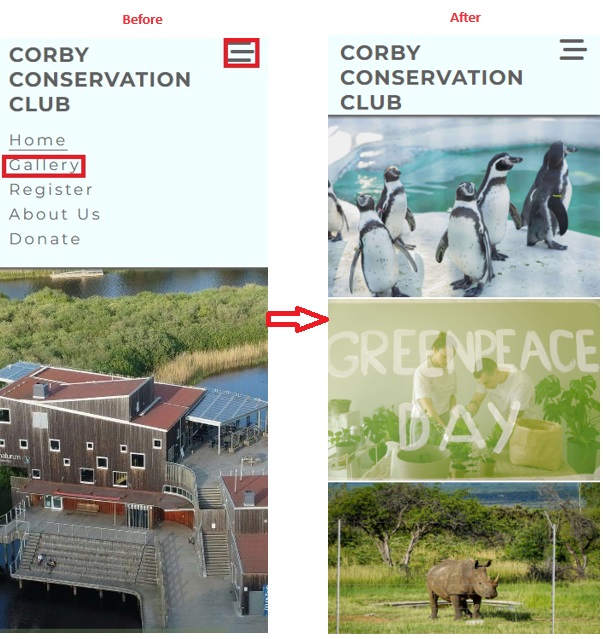 Before
CORBY
CONSERVATION
CLUB
Home
Gallery
Register
About Us
Donate
After
CORBY
CONSERVATION
CLUB
GREENPEACE
DAY